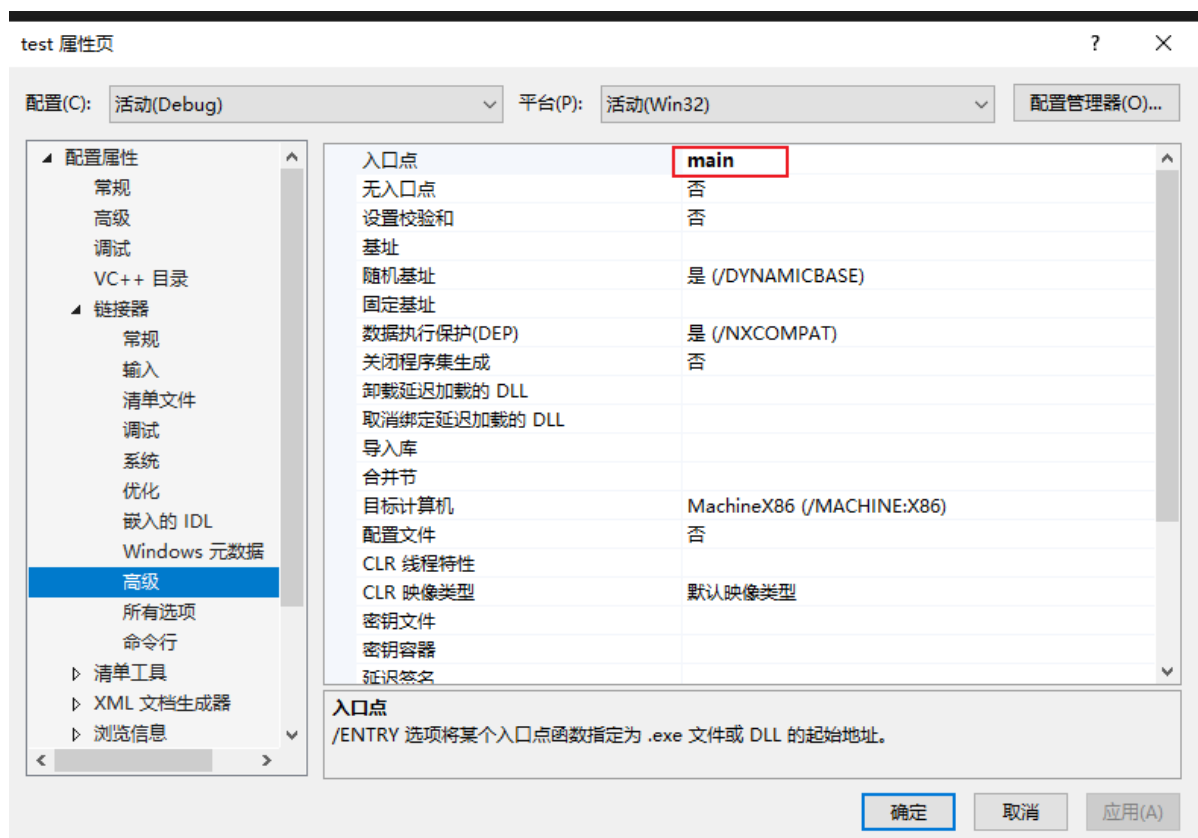 test 属性页 ?
配置(C): 活动(Debug) 平台(P): 活动(Win32) 配置管理器(O)...
配置属性
常规
高级
调试
VC++ 目录
链接器
常规
输入
清单文件
调试
系统
优化
嵌入的 IDL
Windows 元数据
高级
所有选项
命令行
清单工具
XML 文档生成器
浏览信息
入口点 main
无入口点 否
设置校验和 否
基址
随机基址 是 (/DYNAMICBASE)
固定基址
数据执行保护(DEP) 是 (/NXCOMPAT)
关闭程序集生成 否
卸载延迟加载的 DLL
取消绑定延迟加载的 DLL
导入库
合并节
目标计算机 MachineX86 (/MACHINE:X86)
配置文件 否
CLR 线程特性
CLR 映像类型 默认映像类型
密钥文件
密钥容器
延迟签名
入口点
/ENTRY 选项将某个入口点函数指定为 .exe 文件或 DLL 的起始地址。
确定 取消 应用(A)